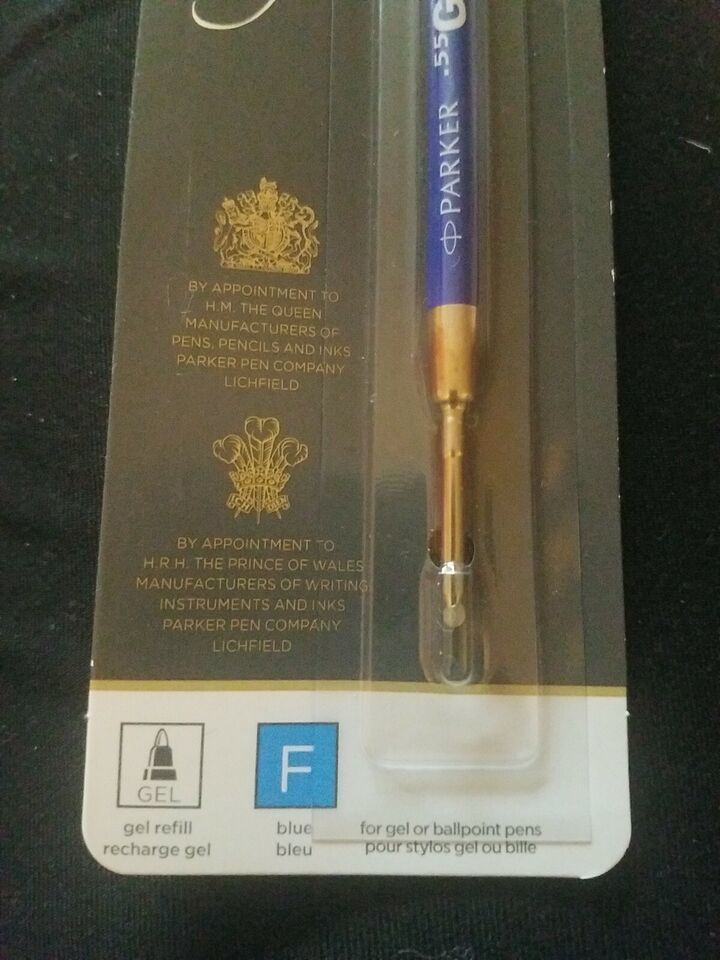 .55G
PARKER
BY APPOINTMENT TO
H.M. THE QUEEN
MANUFACTURERS OF
PENS, PENCILS AND INKS
PARKER PEN COMPANY
LICHFIELD
BY APPOINTMENT TO
H.R.H. THE PRINCE OF WALES
MANUFACTURERS OF WRITING
INSTRUMENTS AND INKS
PARKER PEN COMPANY
LICHFIELD
GEL
F
gel refill
recharge gel
blue
bleu
for gel or ballpoint pens
pour stylos gel ou bille